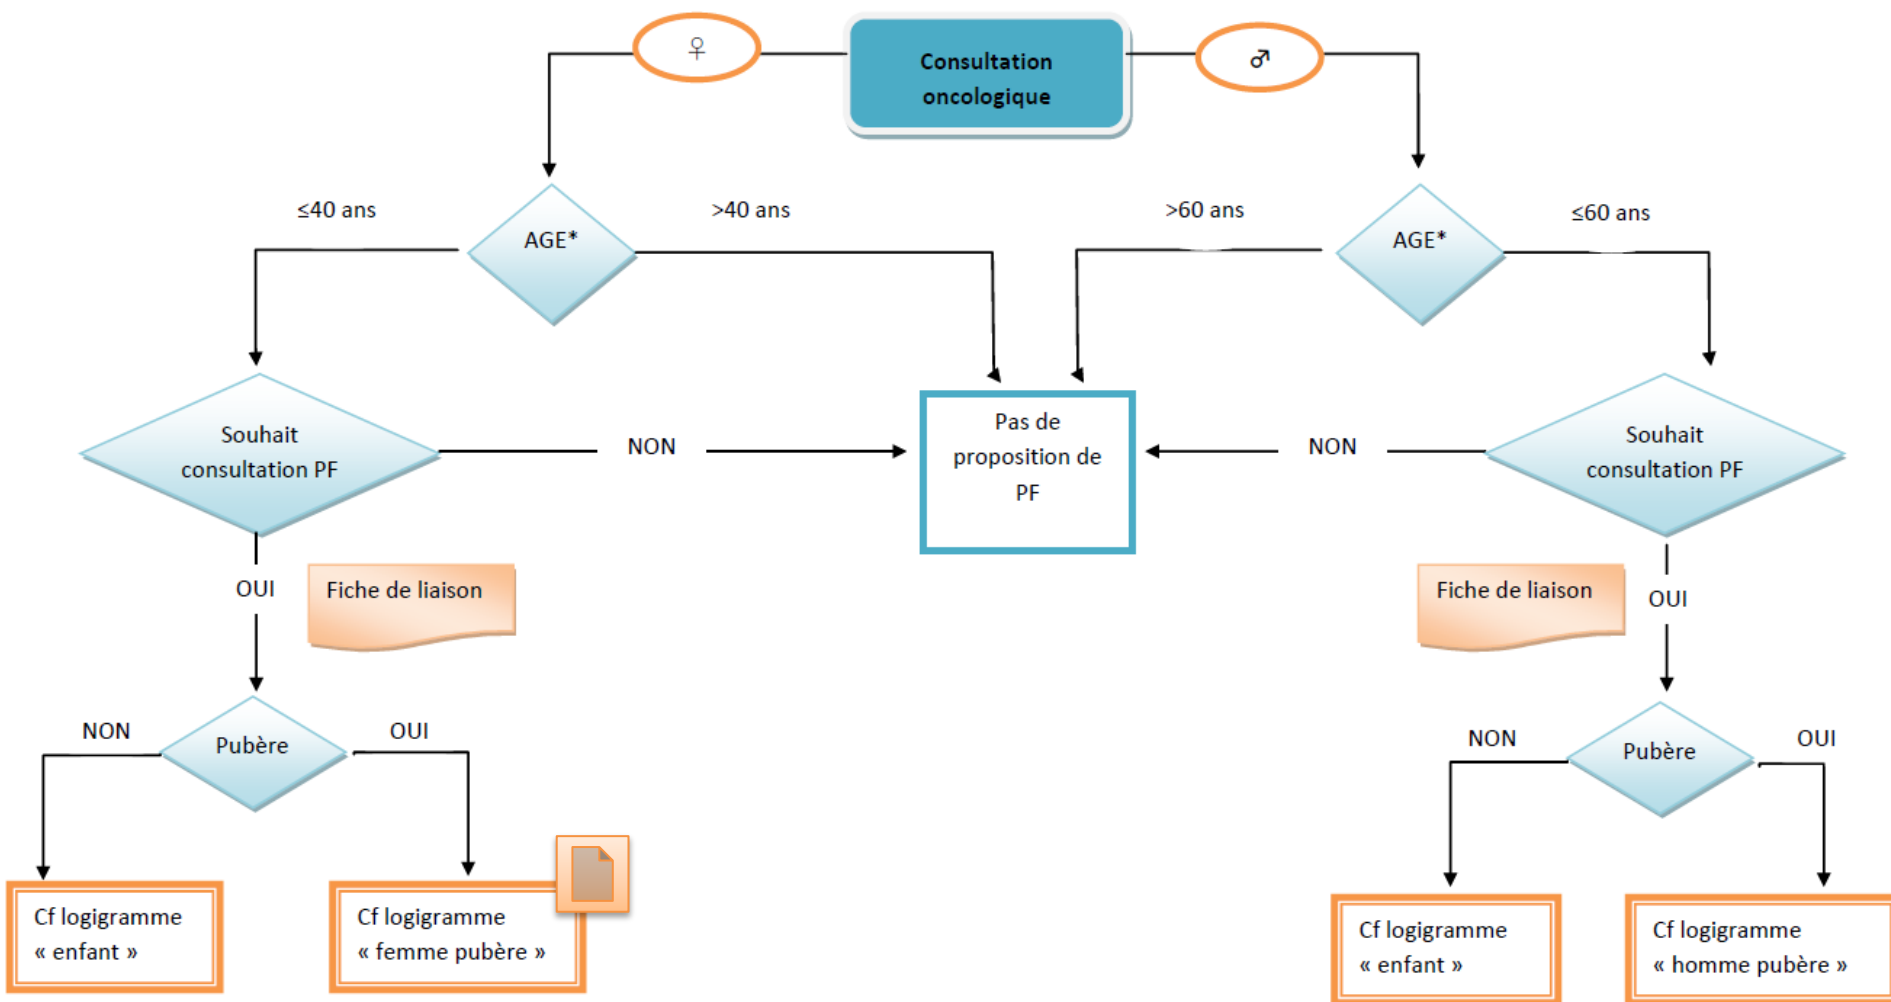 ♀
Consultation
oncologique
♂
≤40 ans
>40 ans
>60 ans
≤60 ans
AGE*
AGE*
Souhait
consultation PF
NON
Pas de
proposition de
PF
NON
Souhait
consultation PF
OUI
Fiche de liaison
Fiche de liaison
OUI
NON
Pubère
OUI
NON
Pubère
OUI
Cf logigramme
« enfant »
Cf logigramme
« femme pubère »
Cf logigramme
« enfant »
Cf logigramme
« homme pubère »